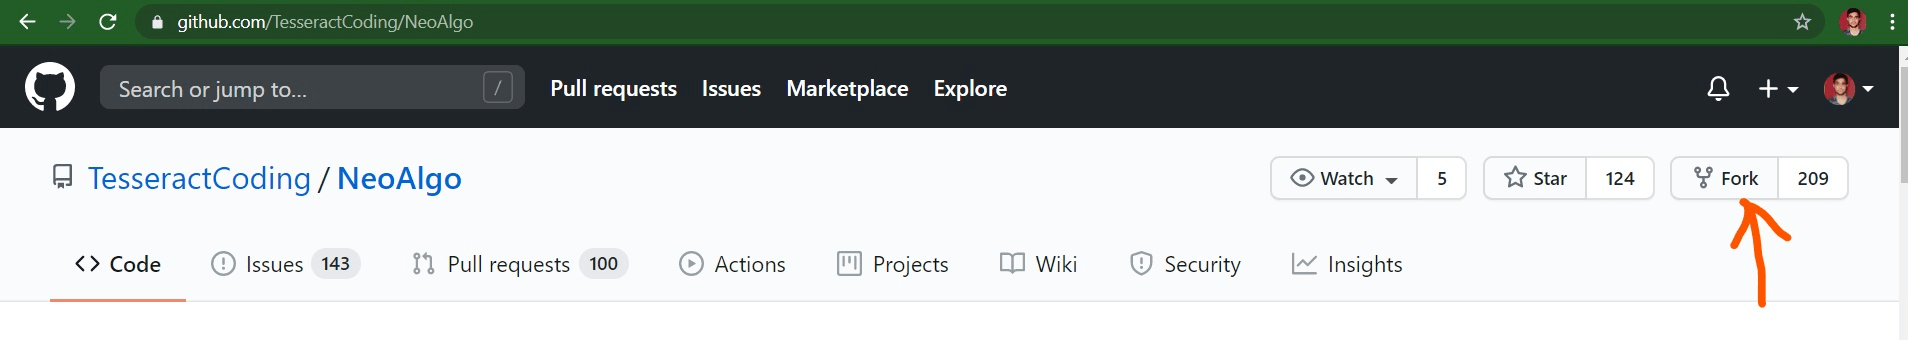 github.com/TesseractCoding/NeoAlgo
Search or jump to... / Pull requests Issues Marketplace Explore
TesseractCoding / NeoAlgo Watch 5 Star 124 Fork 209
Code Issues 143 Pull requests 100 Actions Projects Wiki Security Insights